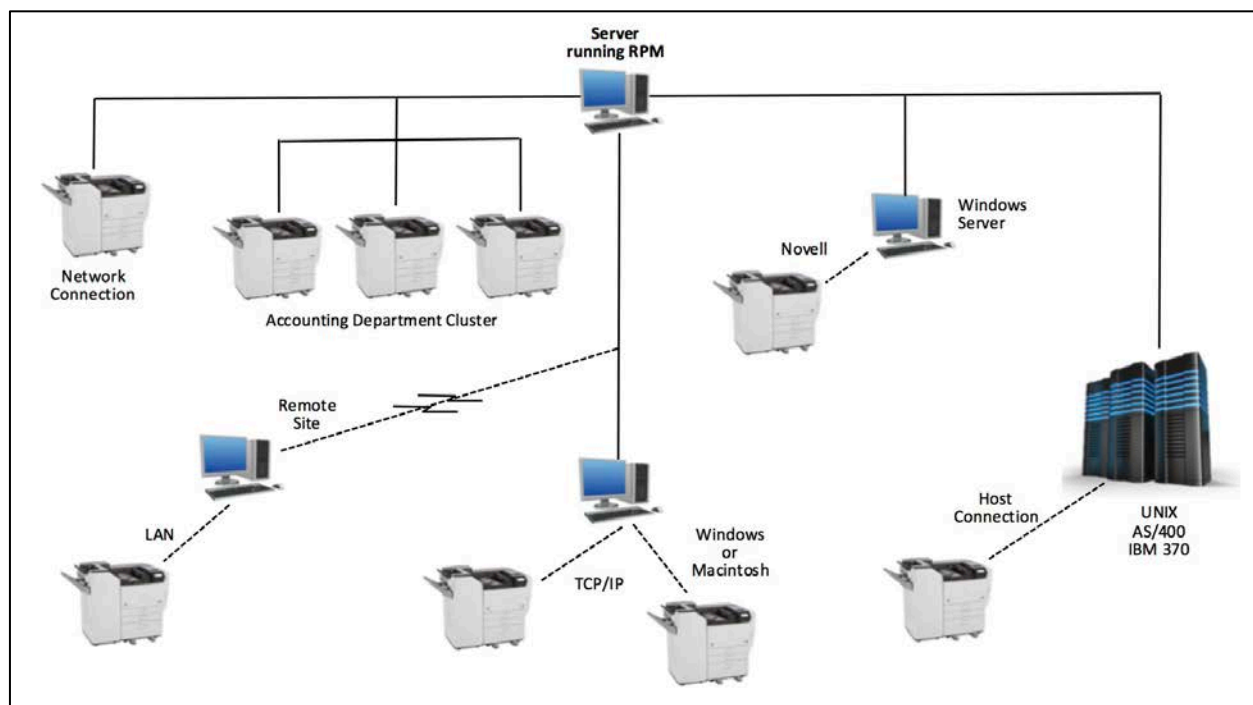 Server
running RPM
Windows
Server
Novell
Network
Connection
Accounting Department Cluster
Remote
Site
LAN
TCP/IP
Windows
or
Macintosh
Host
Connection
UNIX
AS/400
IBM 370